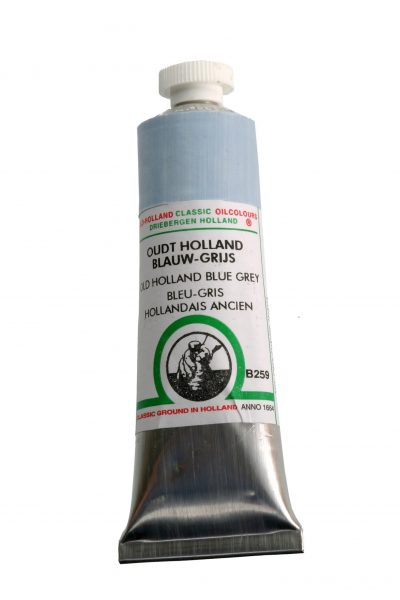 HOLLAND CLASSIC OILCOLOURS
DRIEBERGEN HOLLAND ®
OUDT HOLLAND
BLAUW-GRIJS
OLD HOLLAND BLUE GREY
BLEU-GRIS
HOLLANDAIS ANCIEN
B259
CLASSIC GROUND IN HOLLAND ANNO 1664